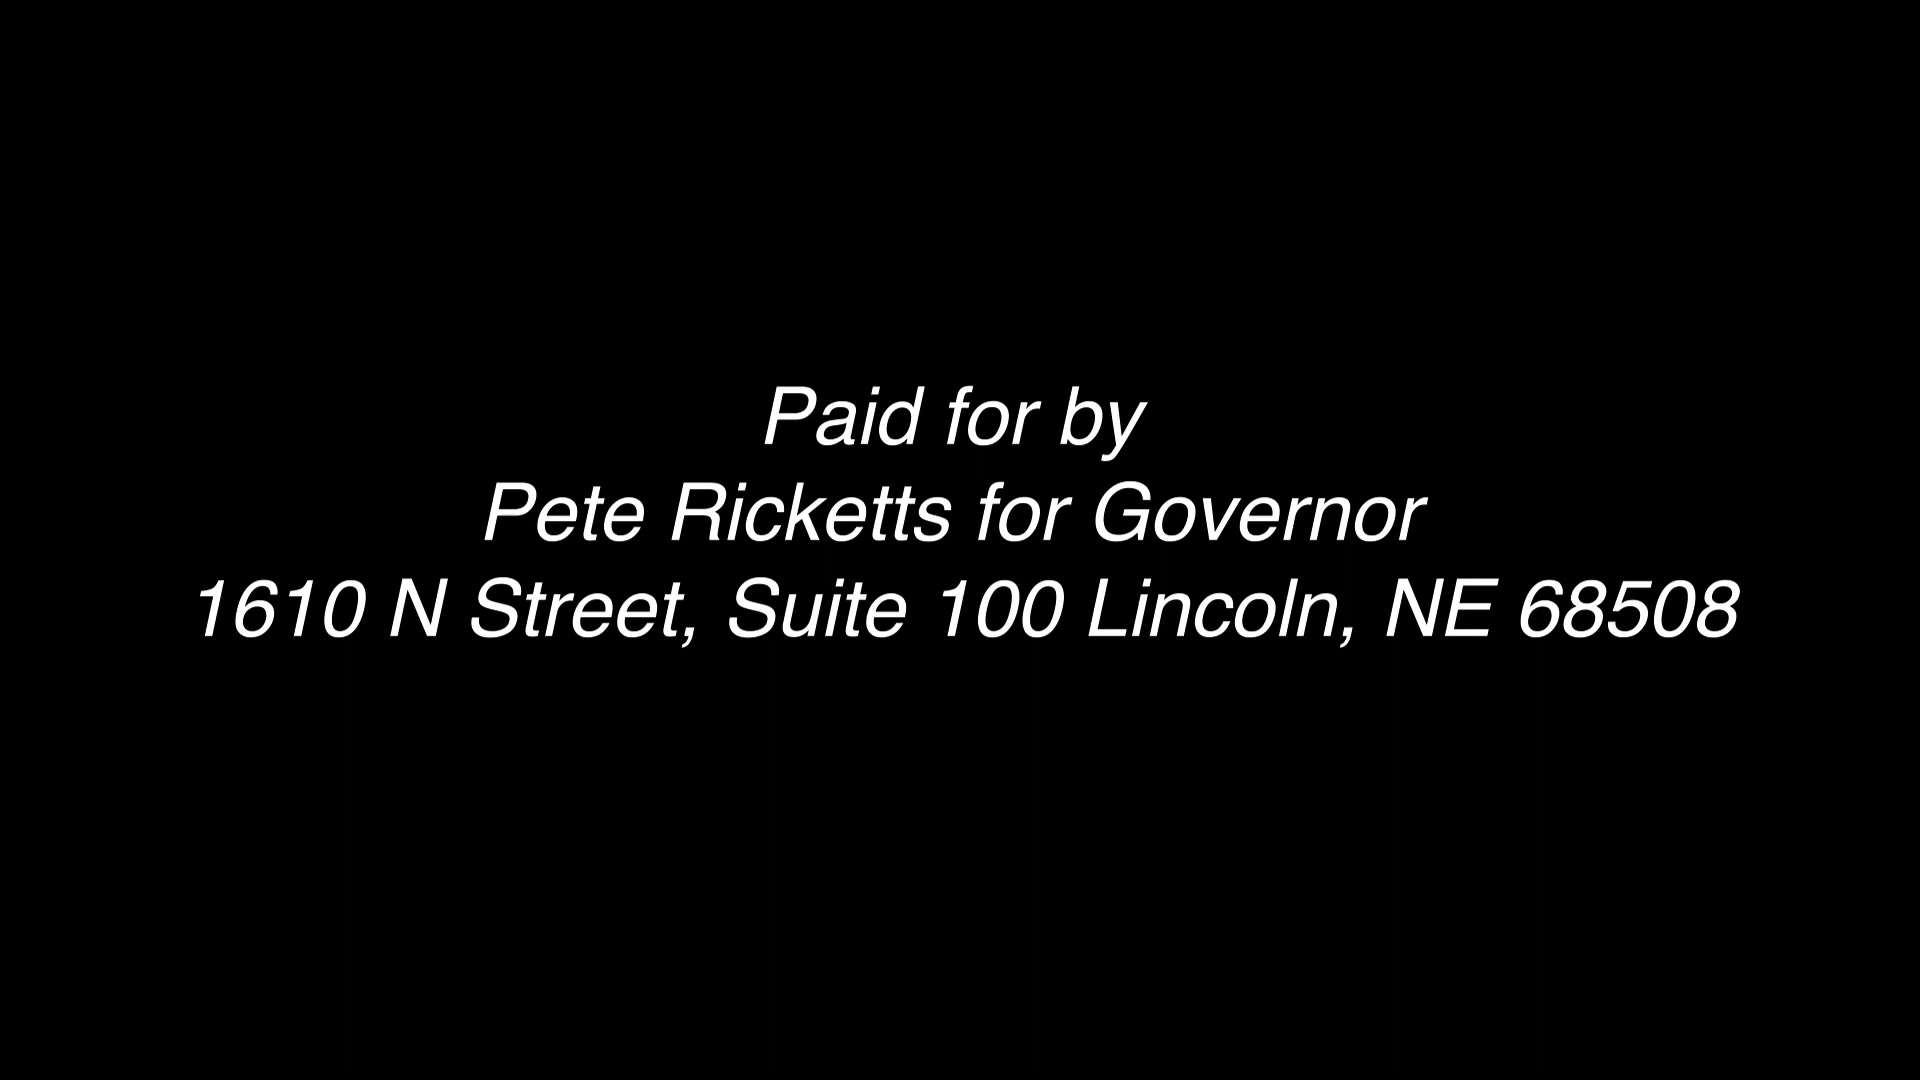 Paid for by
Pete Ricketts for Governor
1610 N Street, Suite 100 Lincoln, NE 68508